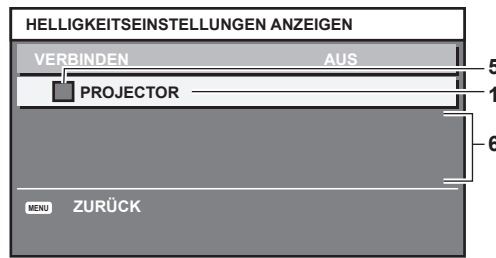 HELLIGKEITSEINSTELLUNGEN ANZEIGEN
VERBINDEN AUS
5
PROJECTOR 1
6
MENU ZURÜCK